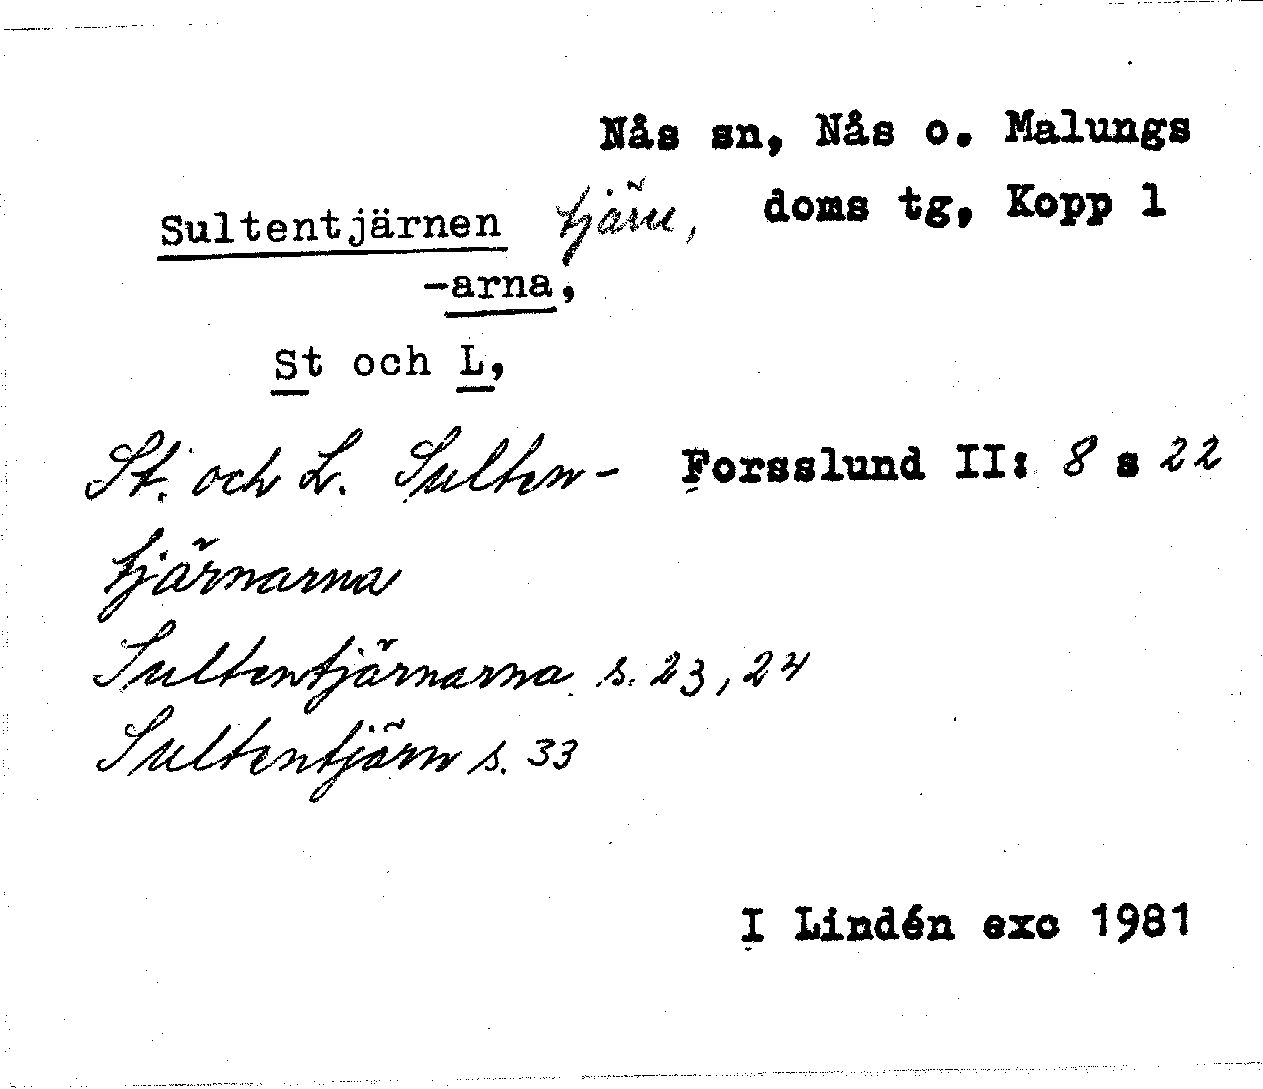 Nås sn, Nås o. Malungs
Sultentjärnen tjärn, doms tg, Kopp l
-arna,
St och L,
St. och L. Sulten- Forsslund II: 8 s 22
tjärnarna
Sultentjärnarna s. 23, 24
Sultentjärn s. 33
I Lindén exc 1981